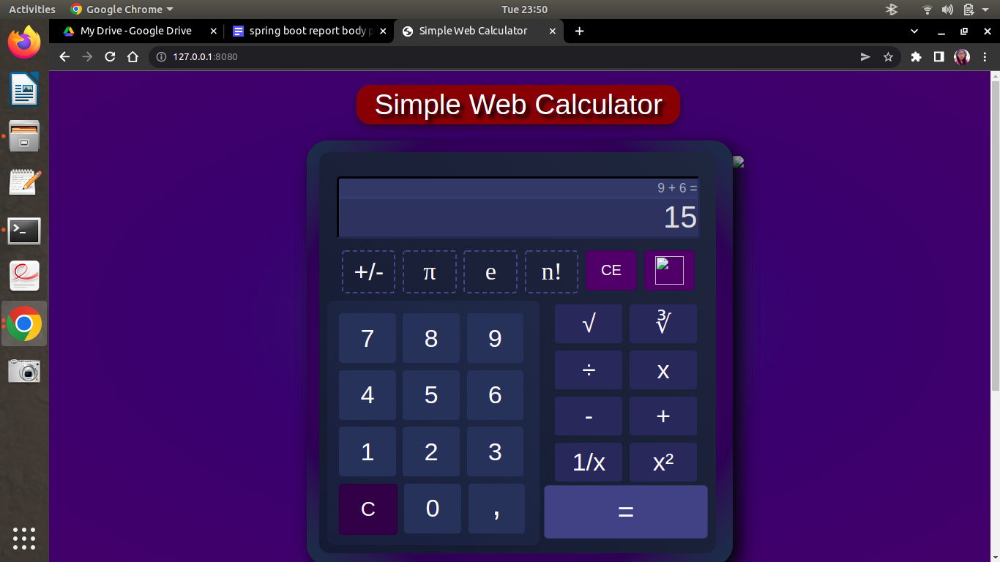 Activities Google Chrome Tue 23:50
My Drive - Google Drive spring boot report body p Simple Web Calculator
127.0.0.1:8080
Simple Web Calculator
9 + 6 =
15
+/- π e n! CE
7 8 9 √ ∛
4 5 6 ÷ x
1 2 3 - +
1/x x²
C 0 , =